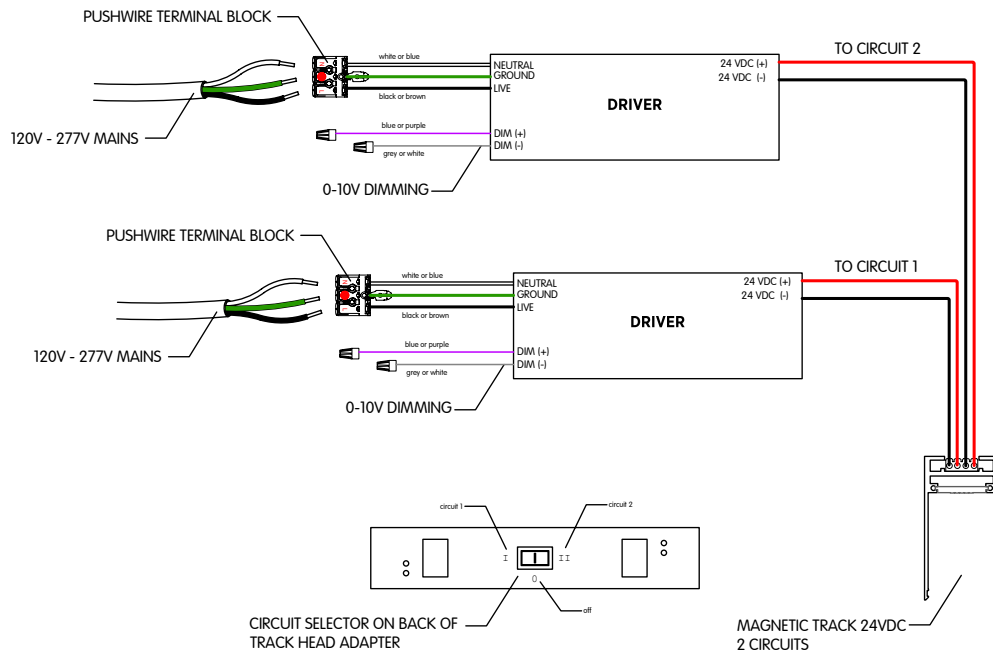 PUSHWIRE TERMINAL BLOCK
120V - 277V MAINS
N
L
white or blue
black or brown
blue or purple
grey or white
0-10V DIMMING
NEUTRAL
GROUND
LIVE
DIM (+)
DIM (-)
DRIVER
24 VDC (+)
24 VDC (-)
TO CIRCUIT 2
PUSHWIRE TERMINAL BLOCK
120V - 277V MAINS
N
L
white or blue
black or brown
blue or purple
grey or white
0-10V DIMMING
NEUTRAL
GROUND
LIVE
DIM (+)
DIM (-)
DRIVER
24 VDC (+)
24 VDC (-)
TO CIRCUIT 1
circuit 1
circuit 2
I
II
0
off
CIRCUIT SELECTOR ON BACK OF
TRACK HEAD ADAPTER
MAGNETIC TRACK 24VDC
2 CIRCUITS